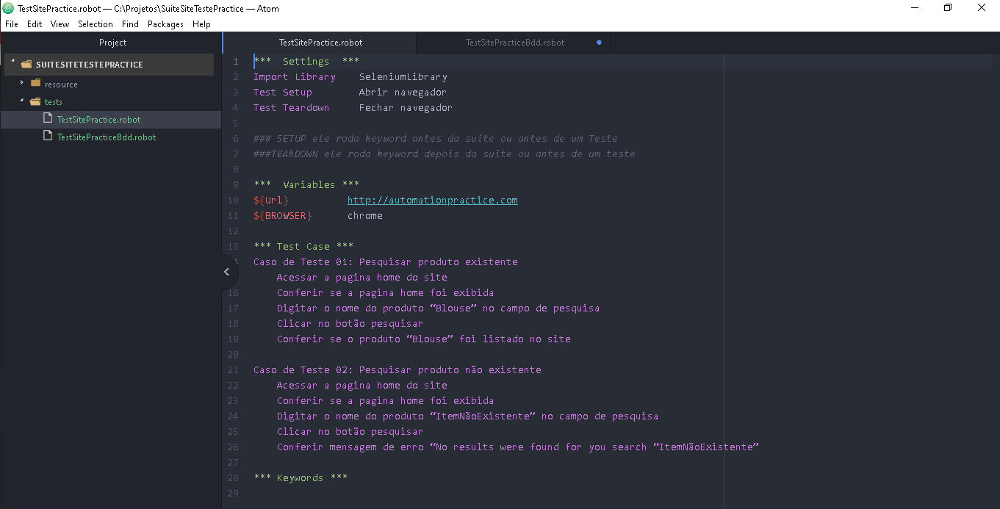 TestSitePractice.robot — C:\Projetos\SuiteSiteTestePractice — Atom
File Edit View Selection Find Packages Help
Project
SUITESITETESTEPRACTICE
resource
tests
TestSitePractice.robot
TestSitePracticeBdd.robot
TestSitePractice.robot TestSitePracticeBdd.robot
1 *** Settings ***
2 Import Library SeleniumLibrary
3 Test Setup Abrir navegador
4 Test Teardown Fechar navegador
5
6 ### SETUP ele roda keyword antes da suite ou antes de um Teste
7 ###TEARDOWN ele roda keyword depois da suite ou antes de um teste
8
9 *** Variables ***
10 ${Url} http://automationpractice.com
11 ${BROWSER} chrome
12
13 *** Test Case ***
Caso de Teste 01: Pesquisar produto existente
Acessar a pagina home do site
16 Conferir se a pagina home foi exibida
17 Digitar o nome do produto “Blouse” no campo de pesquisa
18 Clicar no botão pesquisar
19 Conferir se o produto “Blouse” foi listado no site
20
21 Caso de Teste 02: Pesquisar produto não existente
22 Acessar a pagina home do site
23 Conferir se a pagina home foi exibida
24 Digitar o nome do produto “ItemNãoExistente” no campo de pesquisa
25 Clicar no botão pesquisar
26 Conferir mensagem de erro “No results were found for you search “ItemNãoExistente”
27
28 *** Keywords ***
29